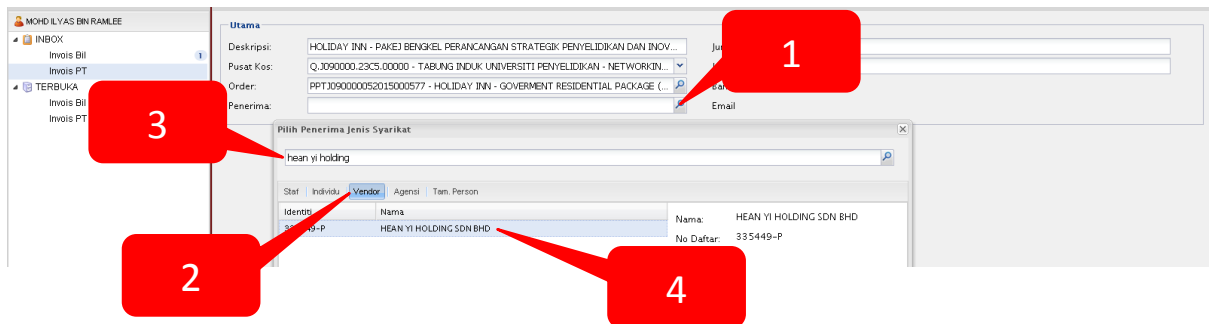 MOHD ILYAS BIN RAMLEE
INBOX
Invois Bil 1
Invois PT
TERBUKA
Invois Bil
Invois PT
Utama
Deskripsi: HOLIDAY INN - PAKEJ BENGKEL PERANCANGAN STRATEGIK PENYELIDIKAN DAN INOV...
Pusat Kos: Q.J090000.23C5.00000 - TABUNG INDUK UNIVERSITI PENYELIDIKAN - NETWORKIN...
Order: PPTJ090000052015000577 - HOLIDAY INN - GOVERMENT RESIDENTIAL PACKAGE (...
Penerima:
Email
1
Pilih Penerima Jenis Syarikat
3
hean yi holding
Staf Individu Vendor Agensi Tam. Person
Identiti Nama
HEAN YI HOLDING SDN BHD
Nama: HEAN YI HOLDING SDN BHD
No Daftar: 335449-P
2
4